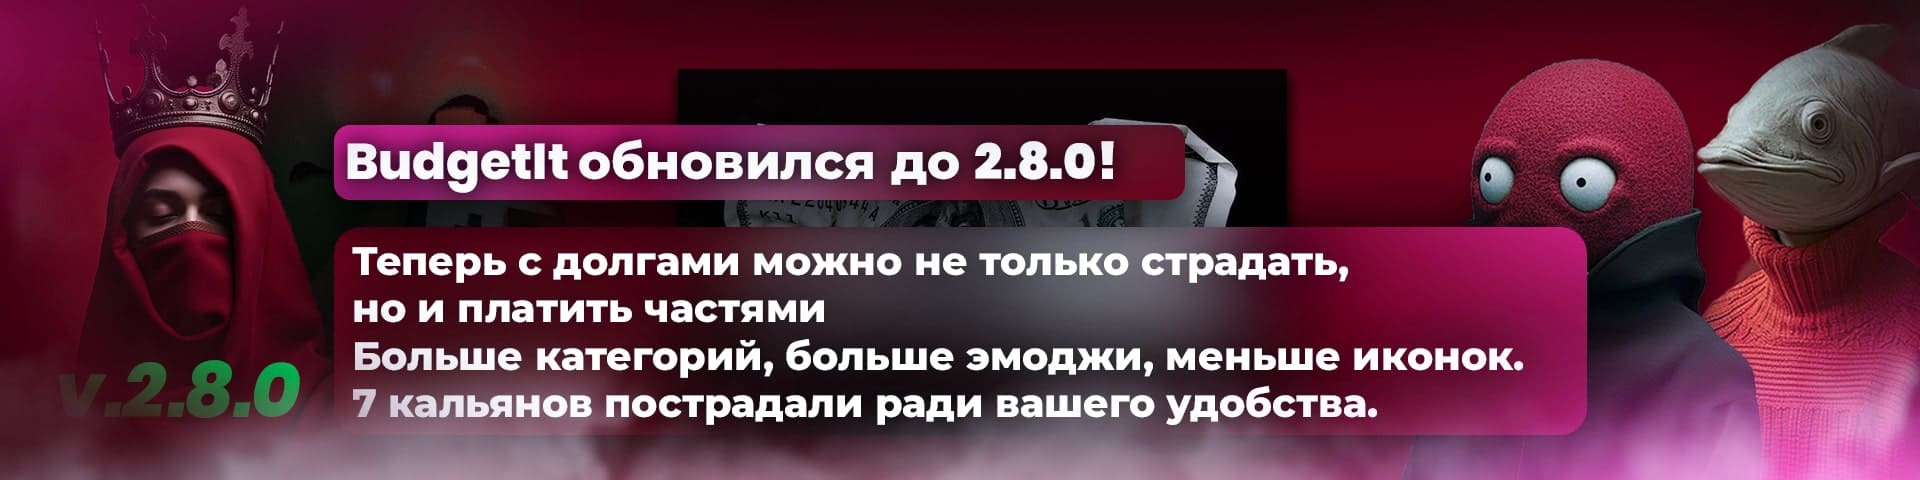 BudgetIt обновился до 2.8.0!
Теперь с долгами можно не только страдать,
но и платить частями
Больше категорий, больше эмоджи, меньше иконок.
7 кальянов пострадали ради вашего удобства.
v.2.8.0